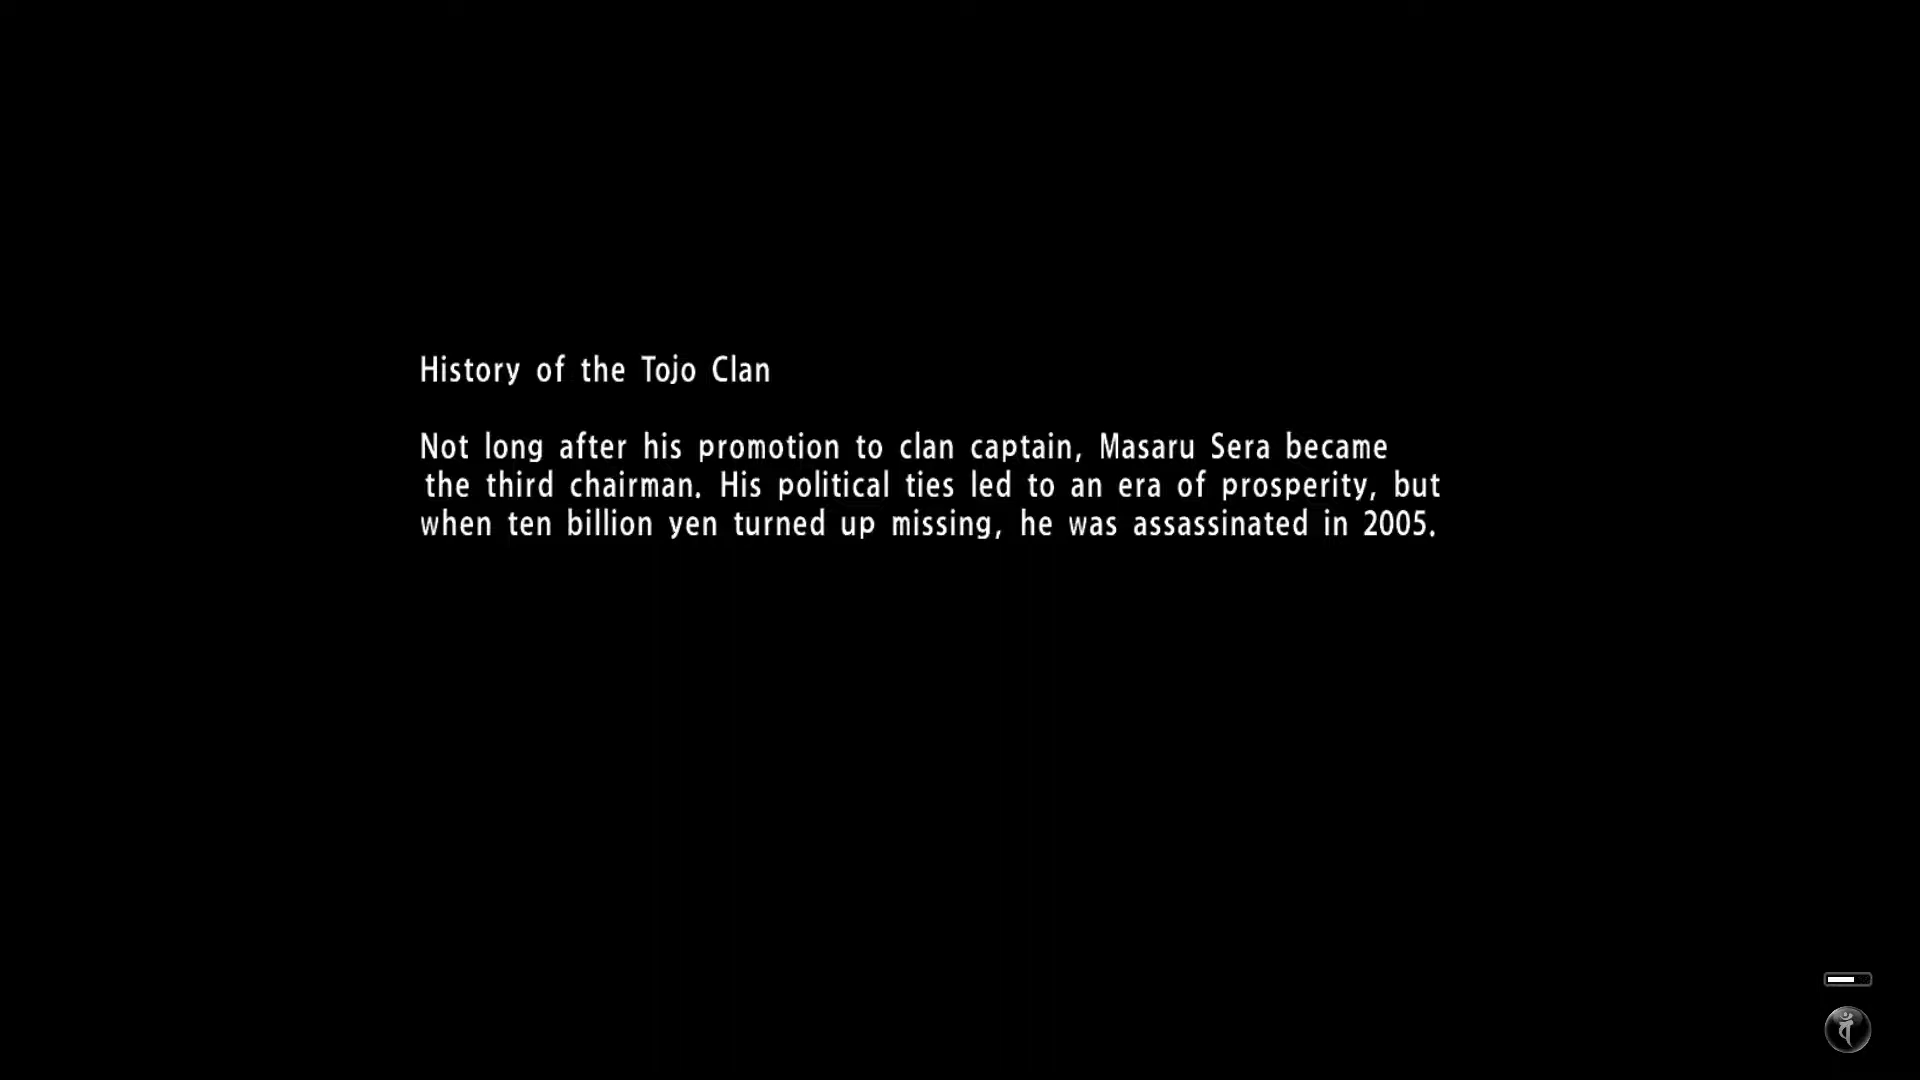 History of the Tojo Clan
Not long after his promotion to clan captain, Masaru Sera became
the third chairman. His political ties led to an era of prosperity, but
when ten billion yen turned up missing, he was assassinated in 2005.